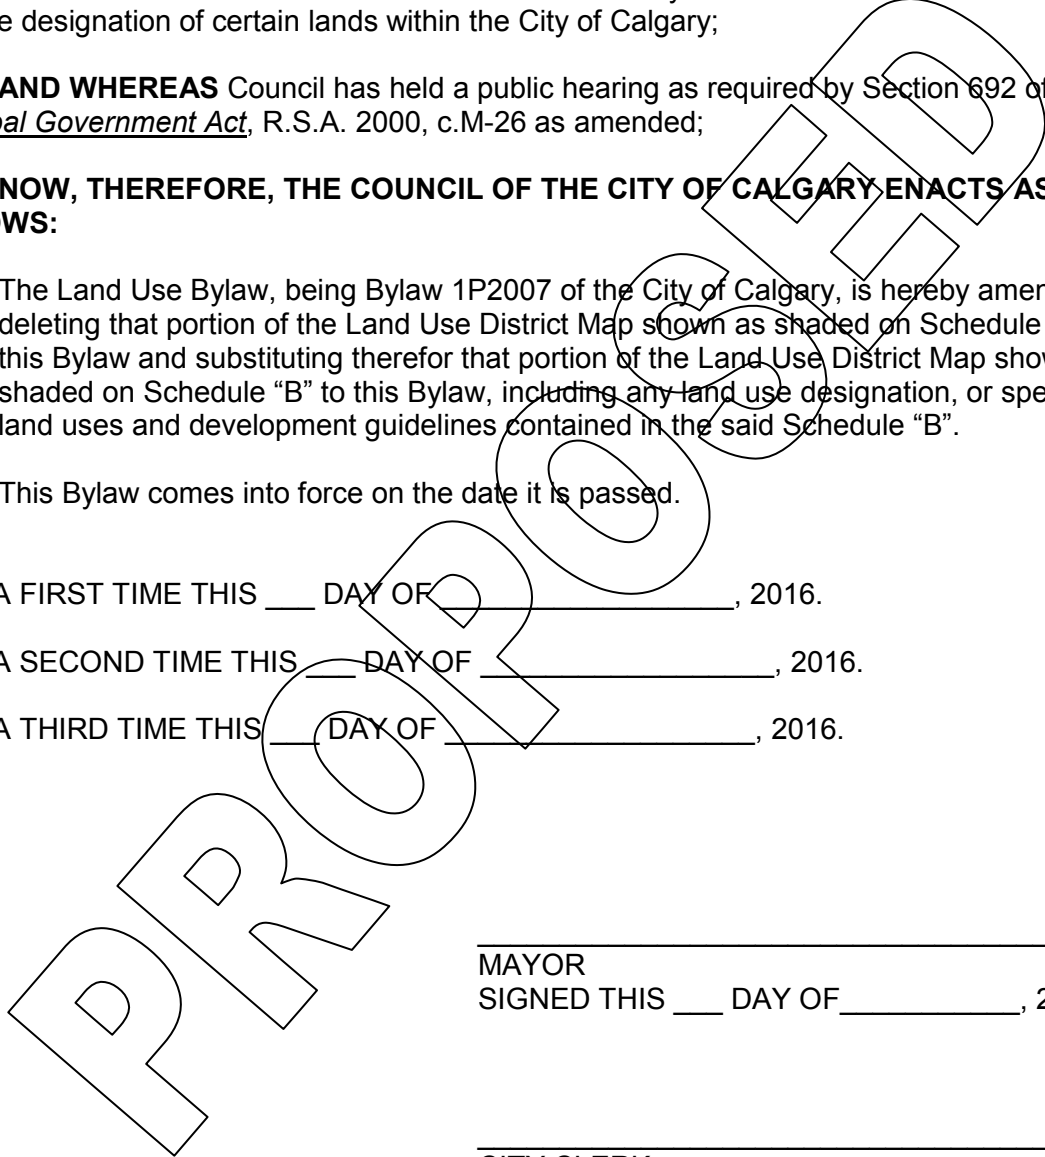 e designation of certain lands within the City of Calgary;
AND WHEREAS Council has held a public hearing as required by Section 692 of
pal Government Act, R.S.A. 2000, c.M-26 as amended;
NOW, THEREFORE, THE COUNCIL OF THE CITY OF CALGARY ENACTS AS
OWS:
The Land Use Bylaw, being Bylaw 1P2007 of the City of Calgary, is hereby amen
deleting that portion of the Land Use District Map shown as shaded on Schedule
this Bylaw and substituting therefor that portion of the Land Use District Map show
shaded on Schedule “B” to this Bylaw, including any land use designation, or spe
land uses and development guidelines contained in the said Schedule “B”.
This Bylaw comes into force on the date it is passed.
A FIRST TIME THIS ___ DAY OF __________________, 2016.
A SECOND TIME THIS ___ DAY OF __________________, 2016.
A THIRD TIME THIS ___ DAY OF ___________________, 2016.
PROPOSED
MAYOR
SIGNED THIS ___ DAY OF___________, 2
CITY CLERK